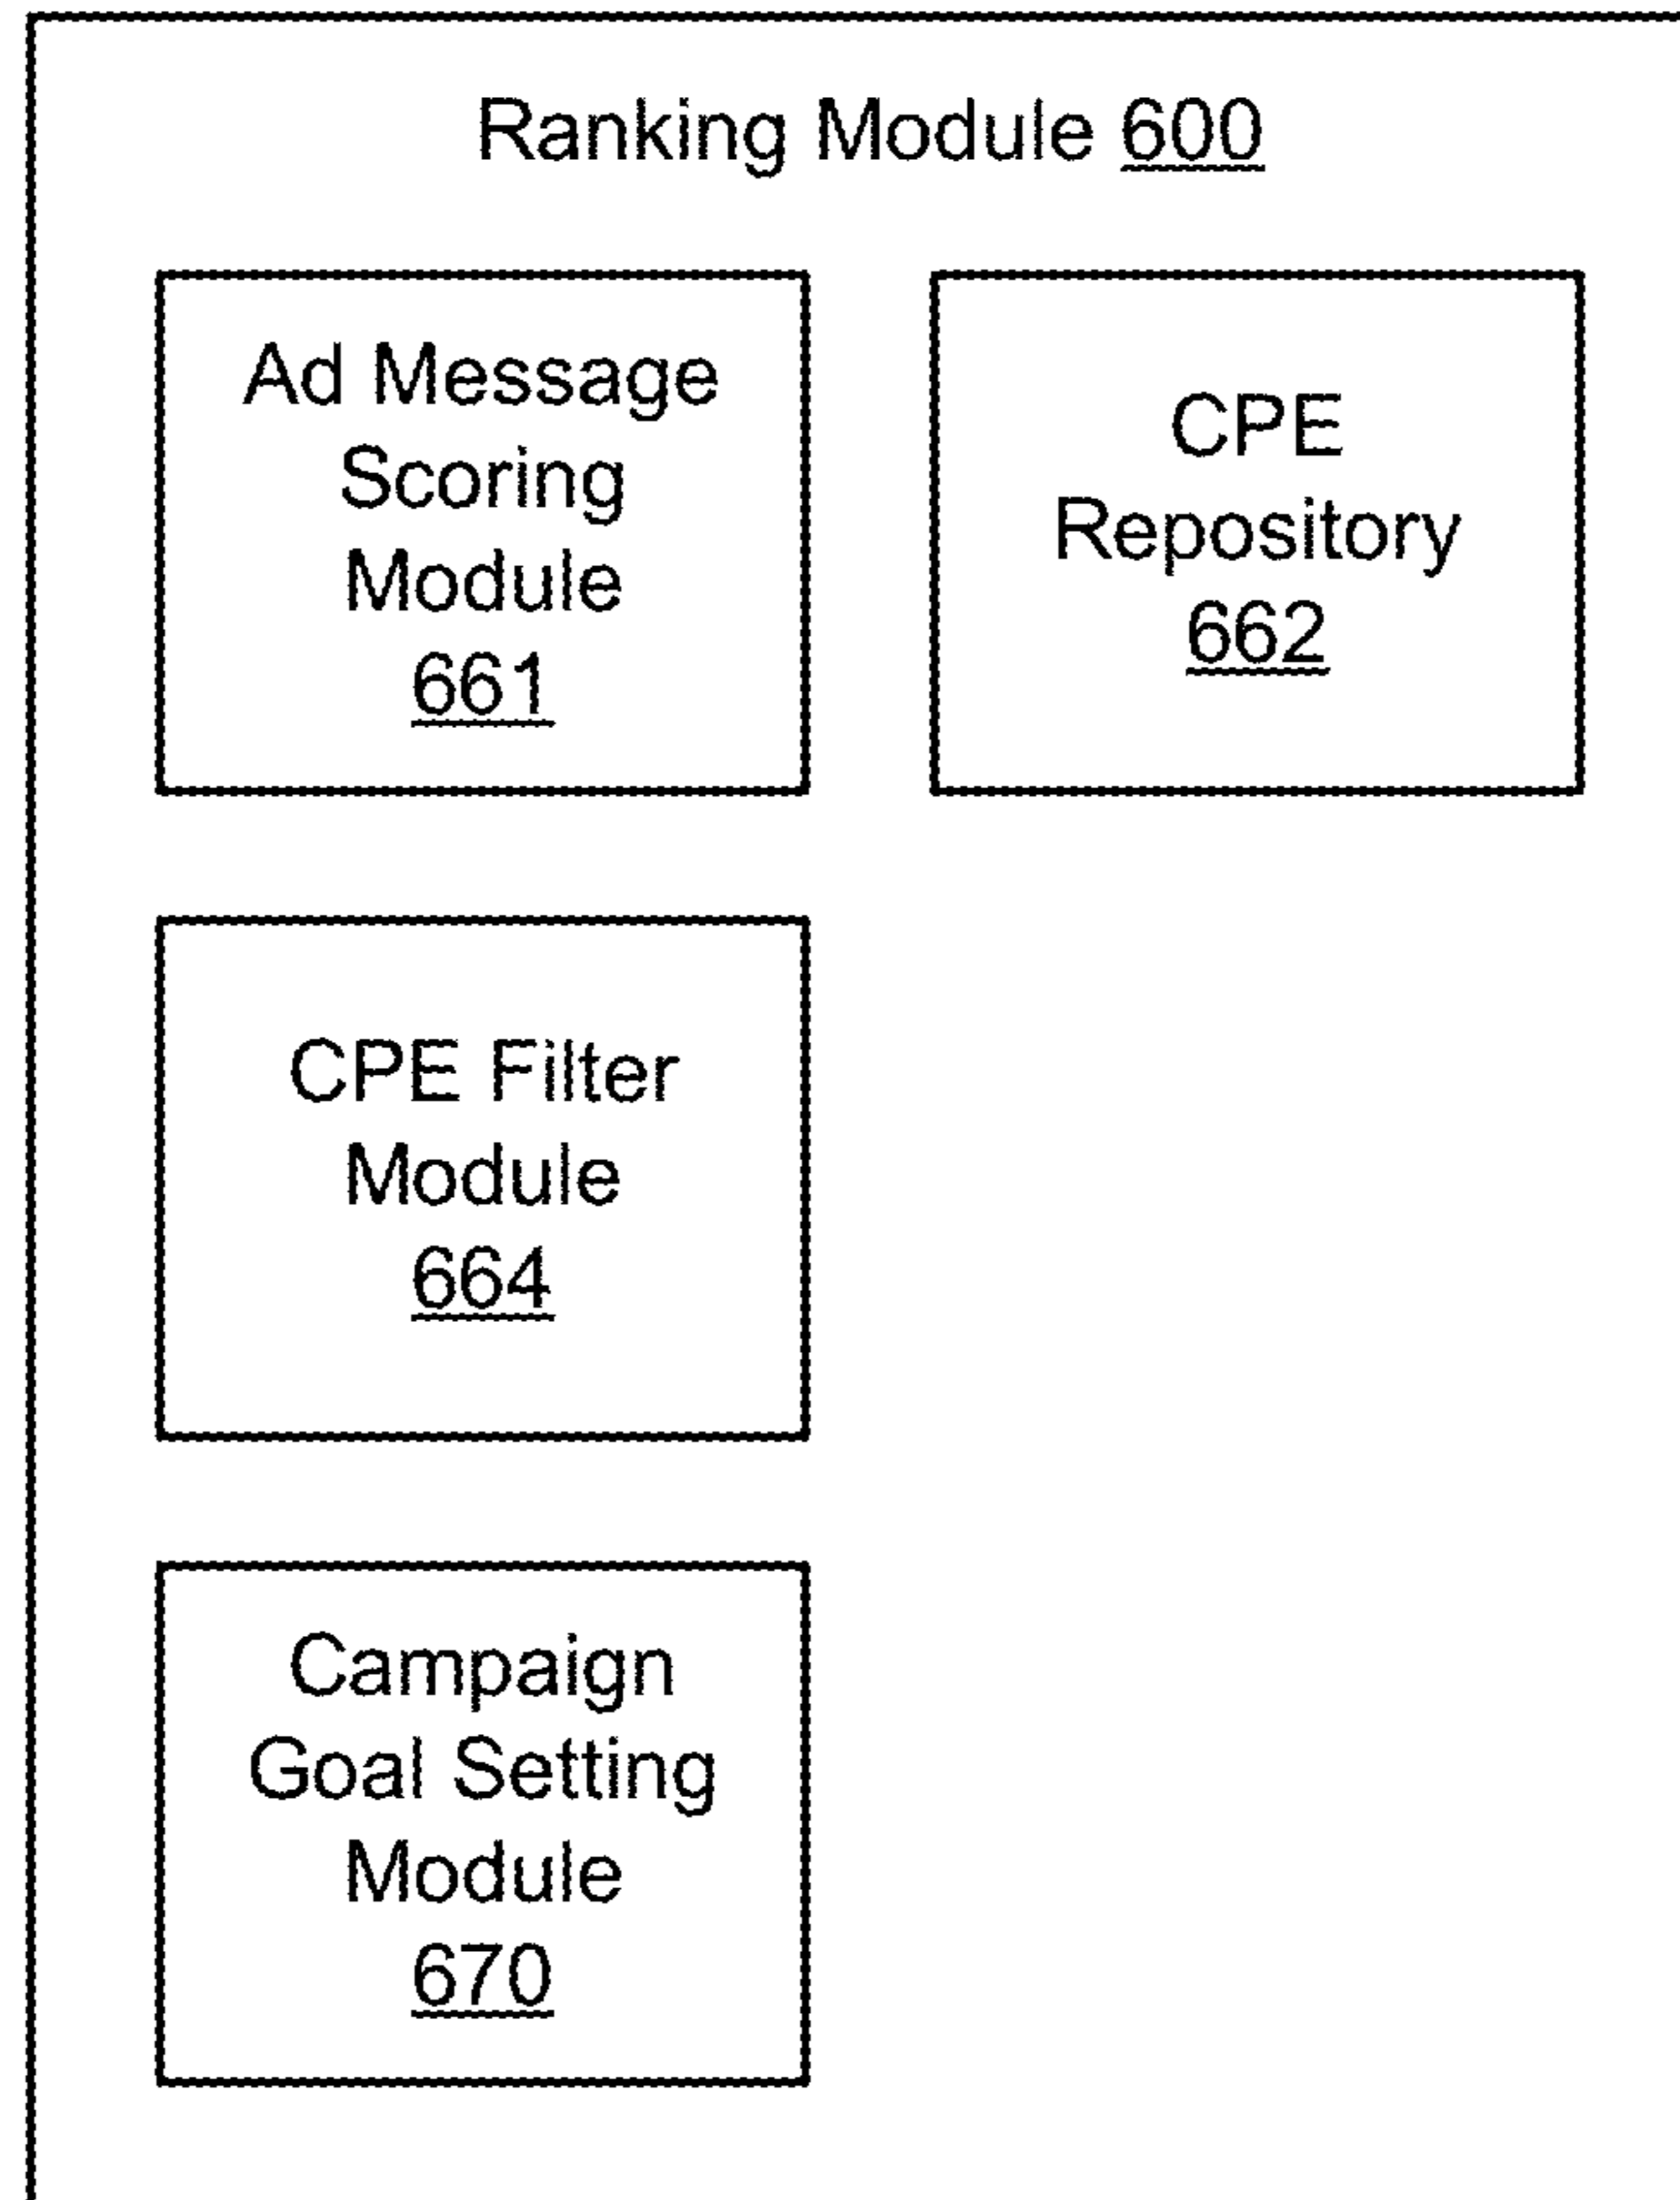 Ranking Module 600
Ad Message
Scoring
Module
661
CPE
Repository
662
CPE Filter
Module
664
Campaign
Goal Setting
Module
670